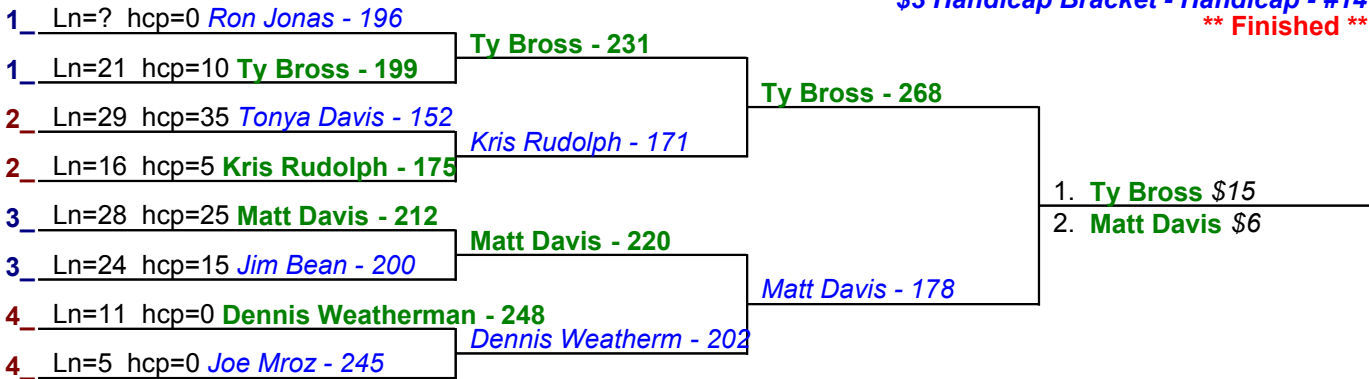 $3 Handicap Bracket - Handicap - #14
** Finished **
1_ Ln=? hcp=0 Ron Jonas - 196
1_ Ln=21 hcp=10 Ty Bross - 199
2_ Ln=29 hcp=35 Tonya Davis - 152
2_ Ln=16 hcp=5 Kris Rudolph - 175
3_ Ln=28 hcp=25 Matt Davis - 212
3_ Ln=24 hcp=15 Jim Bean - 200
4_ Ln=11 hcp=0 Dennis Weatherman - 248
4_ Ln=5 hcp=0 Joe Mroz - 245
Ty Bross - 231
Kris Rudolph - 171
Matt Davis - 220
Dennis Weatherm - 202
Ty Bross - 268
Matt Davis - 178
1. Ty Bross $15
2. Matt Davis $6